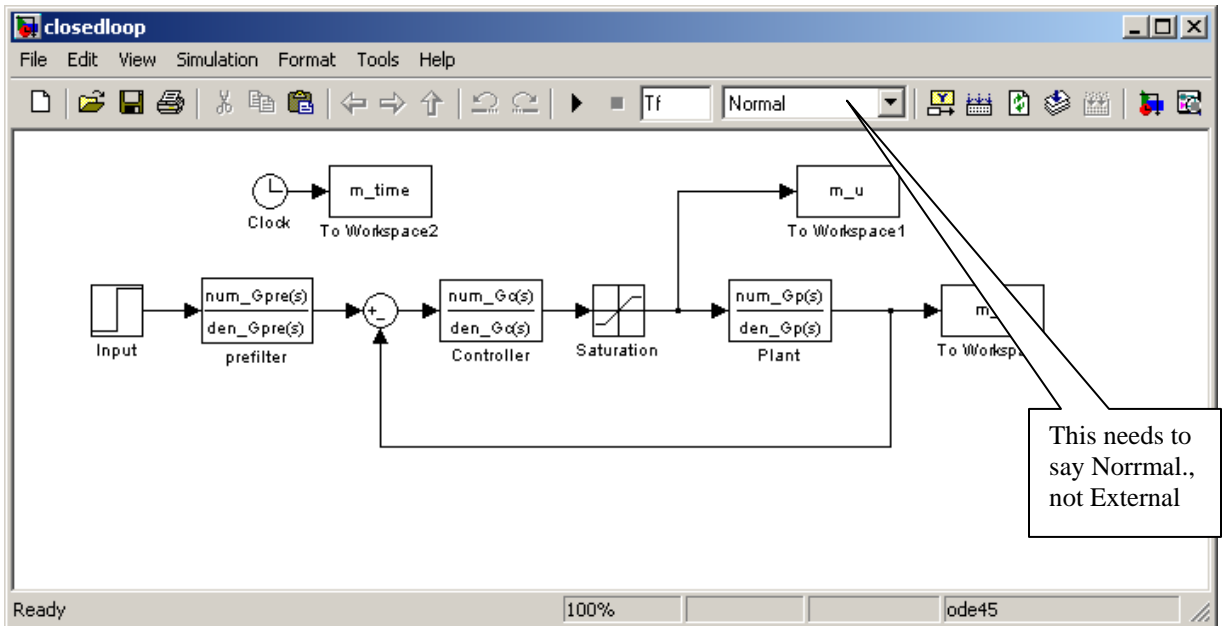 closedloop
File Edit View Simulation Format Tools Help
Tf Normal
m_time
Clock
To Workspace2
m_u
To Workspace1
Input
num_Gpre(s)
den_Gpre(s)
prefilter
+-
num_Gc(s)
den_Gc(s)
Controller
Saturation
num_Gp(s)
den_Gp(s)
Plant
To
This needs to
say Norrmal.,
not External
Ready 100% ode45